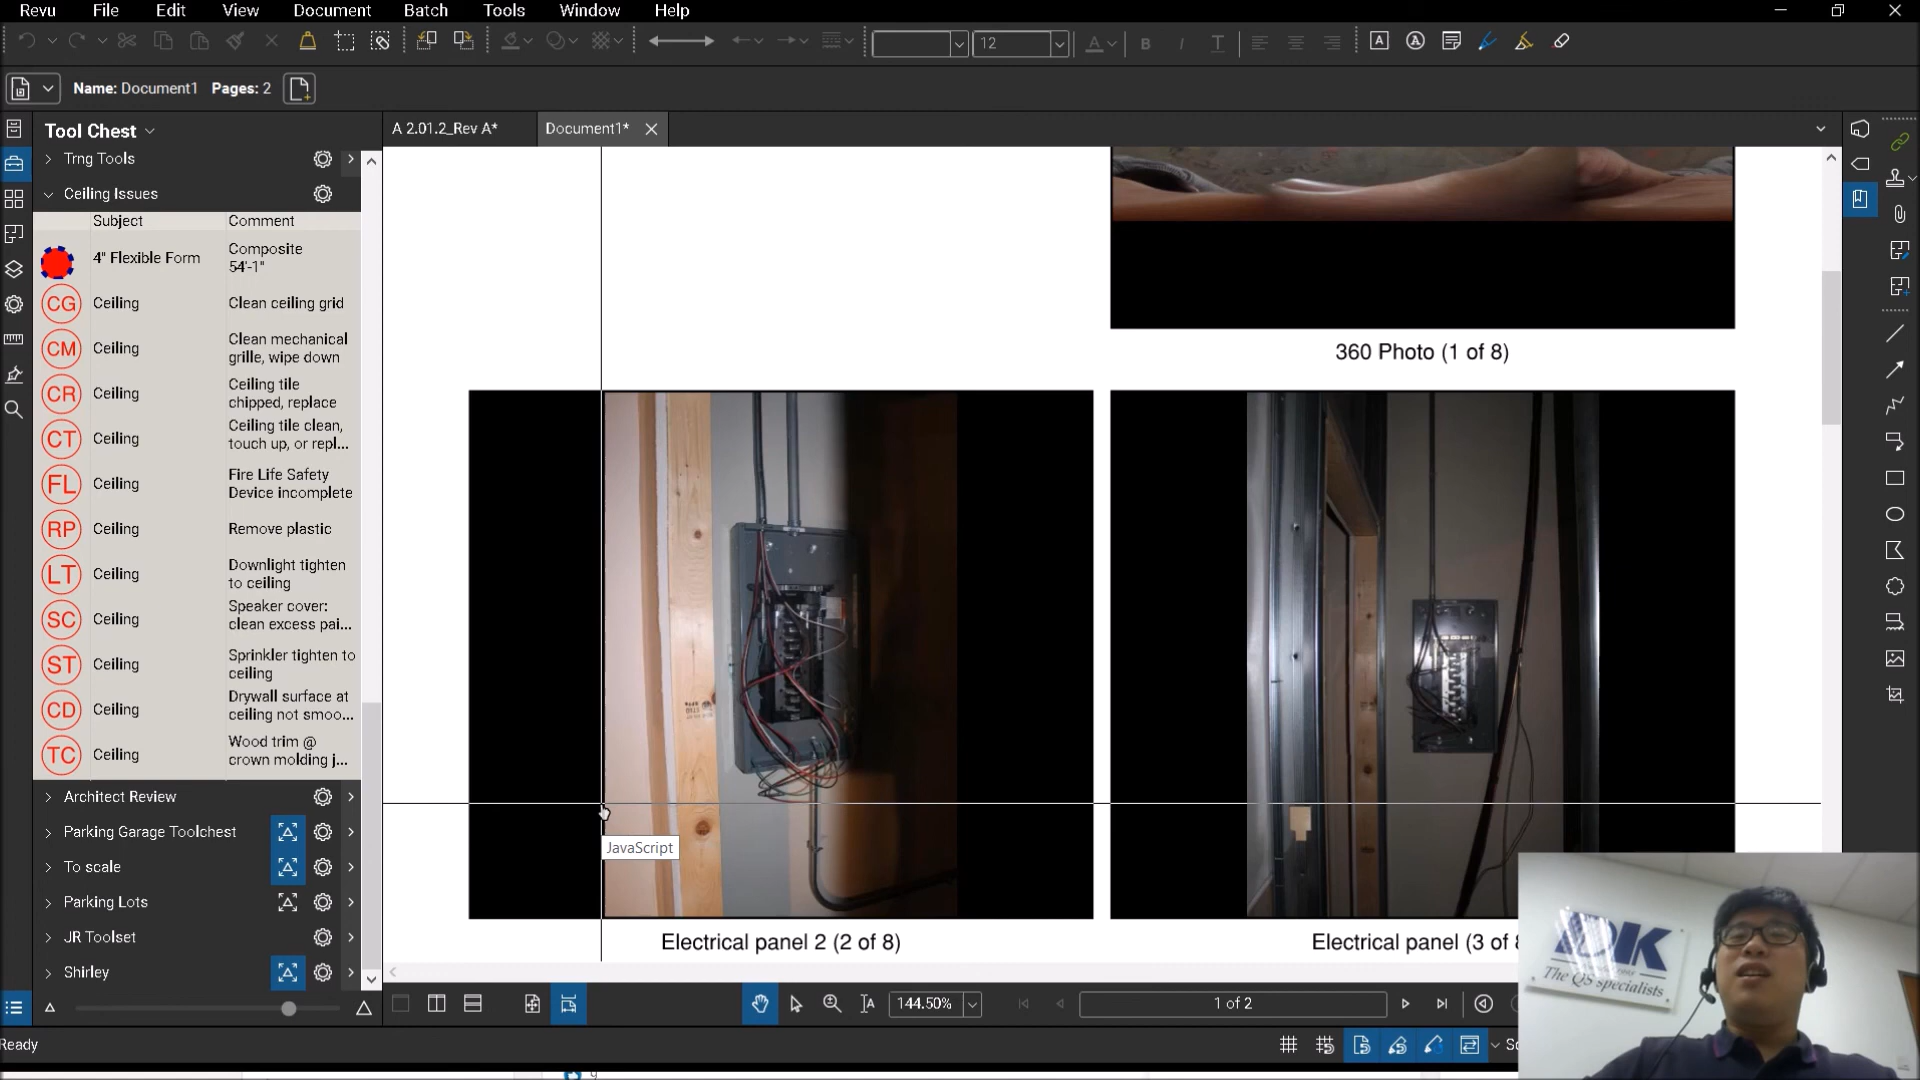 Revu File Edit View Document Batch Tools Window Help
12
Name: Document1 Pages: 2
Tool Chest
A 2.01.2_Rev A*
Document1*
Trng Tools
Ceiling Issues
Subject Comment
4" Flexible Form
Composite
54'-1"
CG Ceiling Clean ceiling grid
CM Ceiling
Clean mechanical
grille, wipe down
CR Ceiling
Ceiling tile
chipped, replace
CT Ceiling
Ceiling tile clean,
touch up, or repl...
FL Ceiling
Fire Life Safety
Device incomplete
RP Ceiling Remove plastic
LT Ceiling
Downlight tighten
to ceiling
SC Ceiling
Speaker cover:
clean excess pai...
ST Ceiling
Sprinkler tighten to
ceiling
CD Ceiling
Drywall surface at
ceiling not smoo...
TC Ceiling
Wood trim @
crown molding j...
Architect Review
Parking Garage Toolchest
To scale
Parking Lots
JR Toolset
Shirley
360 Photo (1 of 8)
JavaScript
Electrical panel 2 (2 of 8)
Electrical panel (3 of 8
144.50%
1 of 2
Ready
Sc
DK
The QS specialists